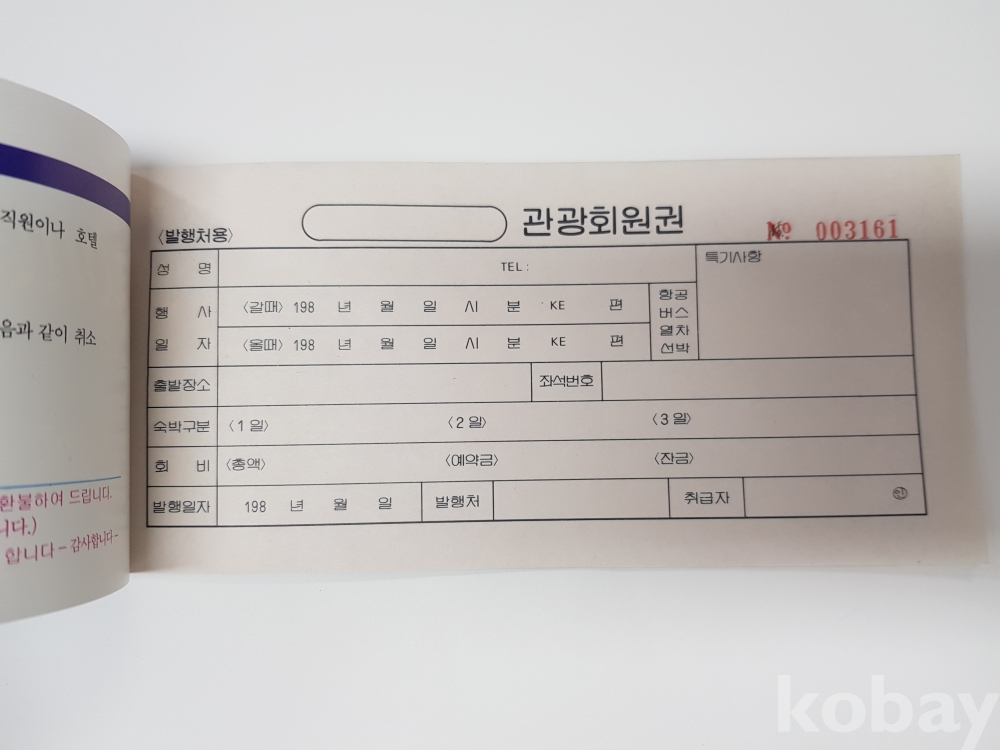 직원이나 호텔
음과 같이 취소
환불하여 드립니다.
니다.)
합니다 - 감사합니다 -
〈발행처용〉 관광회원권 № 003161
성 명 TEL : 특기사항
행 사 〈갈때〉 198 년 월 일 시 분 KE 편 항공
버스
일 자 〈올때〉 198 년 월 일 시 분 KE 편 열차
선박
출발장소 좌석번호
숙박구분 〈1일〉 〈2일〉 〈3일〉
회 비 〈총액〉 〈예약금〉 〈잔금〉
발행일자 198 년 월 일 발행처 취급자 ㊞
kobay